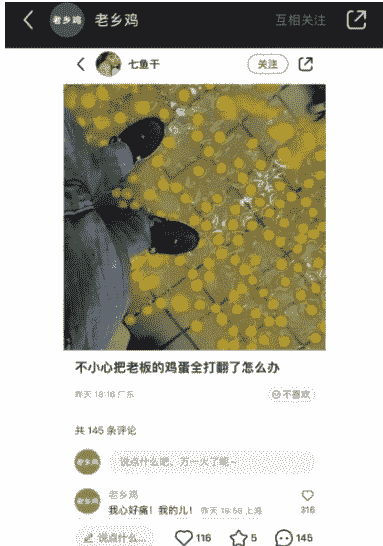 老乡鸡
老乡鸡
互相关注
七鱼干
关注
不小心把老板的鸡蛋全打翻了怎么办
昨天 18:18 广东
不喜欢
共 145 条评论
老乡鸡
说点什么吧，万一火了呢~
老乡鸡
老乡鸡
我心好痛！我的儿！ 昨天 19:58 上海
316
说点什么...
116
5
145